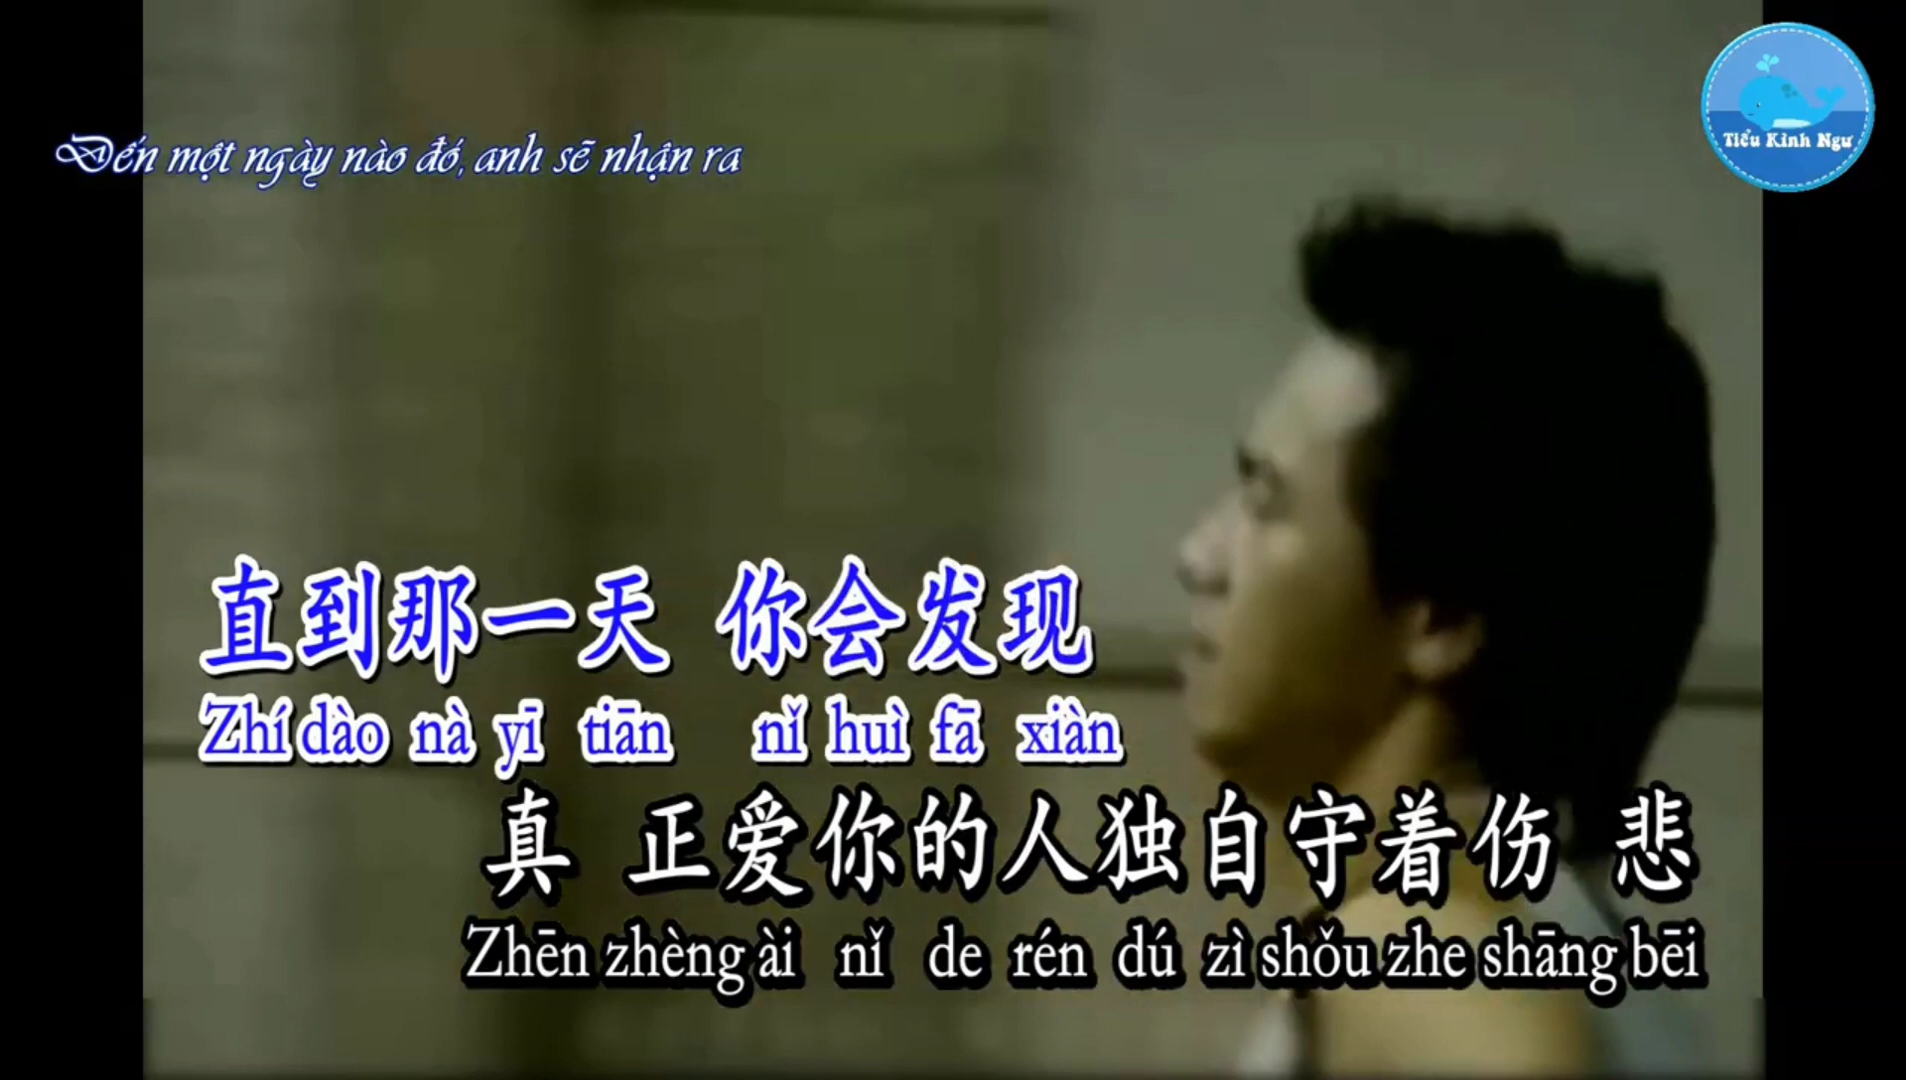 Đến một ngày nào đó, anh sẽ nhận ra
Tiểu Kình Ngư
直到那一天 你会发现
Zhí dào nà yī tiān nǐ huì fā xiàn
真 正爱你的人独自守着伤 悲
Zhēn zhèng ài nǐ de rén dú zì shǒu zhe shāng bēi